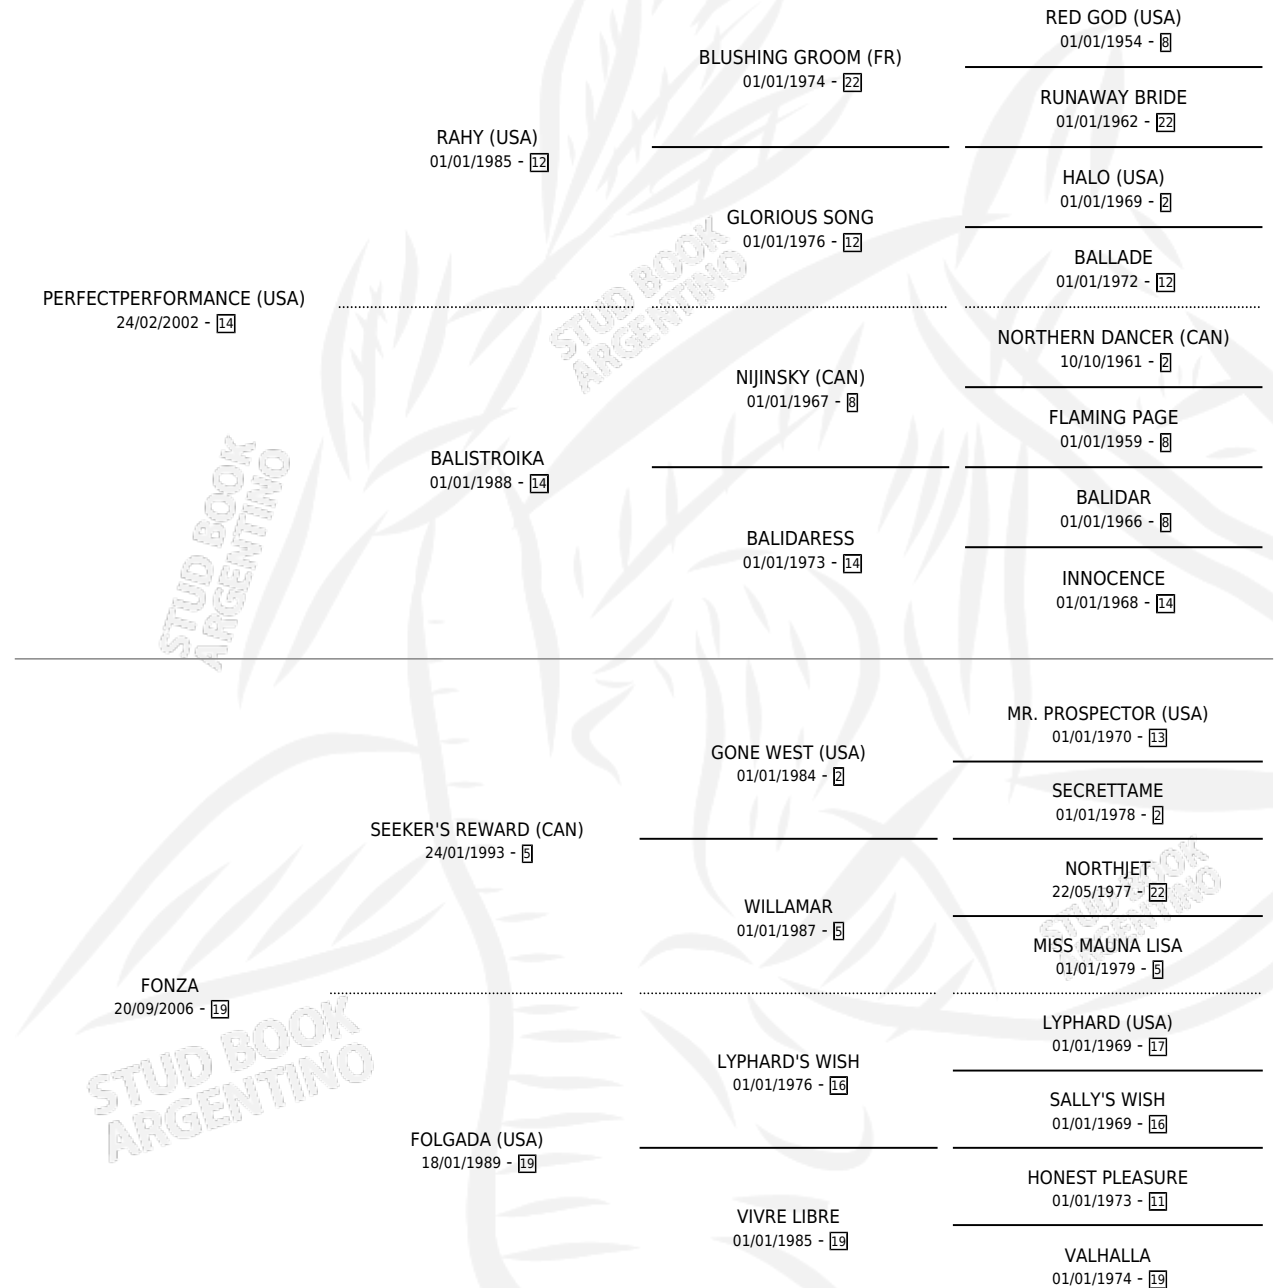 RED GOD (USA)
01/01/1954 - 8
BLUSHING GROOM (FR)
01/01/1974 - 22
RUNAWAY BRIDE
01/01/1962 - 22
RAHY (USA)
01/01/1985 - 12
HALO (USA)
01/01/1969 - 2
GLORIOUS SONG
01/01/1976 - 12
BALLADE
01/01/1972 - 12
PERFECTPERFORMANCE (USA)
24/02/2002 - 14
NORTHERN DANCER (CAN)
10/10/1961 - 2
NIJINSKY (CAN)
01/01/1967 - 8
FLAMING PAGE
01/01/1959 - 8
BALISTROIKA
01/01/1988 - 14
BALIDAR
01/01/1966 - 8
BALIDARESS
01/01/1973 - 14
INNOCENCE
01/01/1968 - 14
STUD BOOK
ARGENTINO
STUD BOOK
ARGENTINO
MR. PROSPECTOR (USA)
01/01/1970 - 13
GONE WEST (USA)
01/01/1984 - 2
SECRETTAME
01/01/1978 - 2
SEEKER'S REWARD (CAN)
24/01/1993 - 5
NORTHJET
22/05/1977 - 22
WILLAMAR
01/01/1987 - 5
MISS MAUNA LISA
01/01/1979 - 5
STUD BOOK
ARGENTINO
FONZA
20/09/2006 - 19
LYPHARD (USA)
01/01/1969 - 17
LYPHARD'S WISH
01/01/1976 - 16
SALLY'S WISH
01/01/1969 - 16
FOLGADA (USA)
18/01/1989 - 19
HONEST PLEASURE
01/01/1973 - 11
VIVRE LIBRE
01/01/1985 - 19
VALHALLA
01/01/1974 - 19
STUD BOOK
ARGENTINO